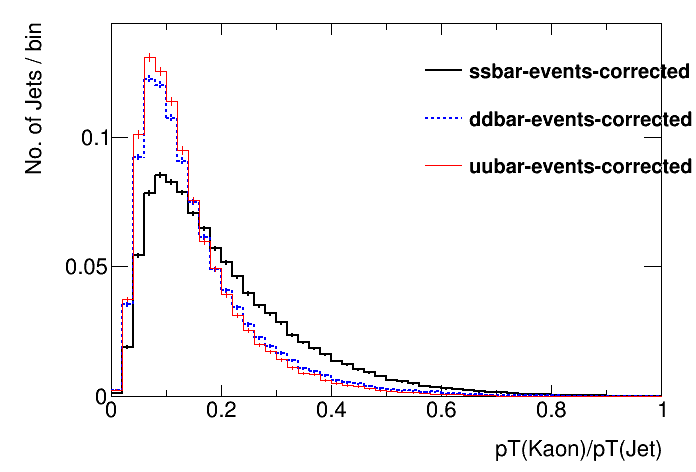 No. of Jets / bin
ssbar-events-corrected
ddbar-events-corrected
uubar-events-corrected
0.1
0.05
0
0 0.2 0.4 0.6 0.8 1
pT(Kaon)/pT(Jet)